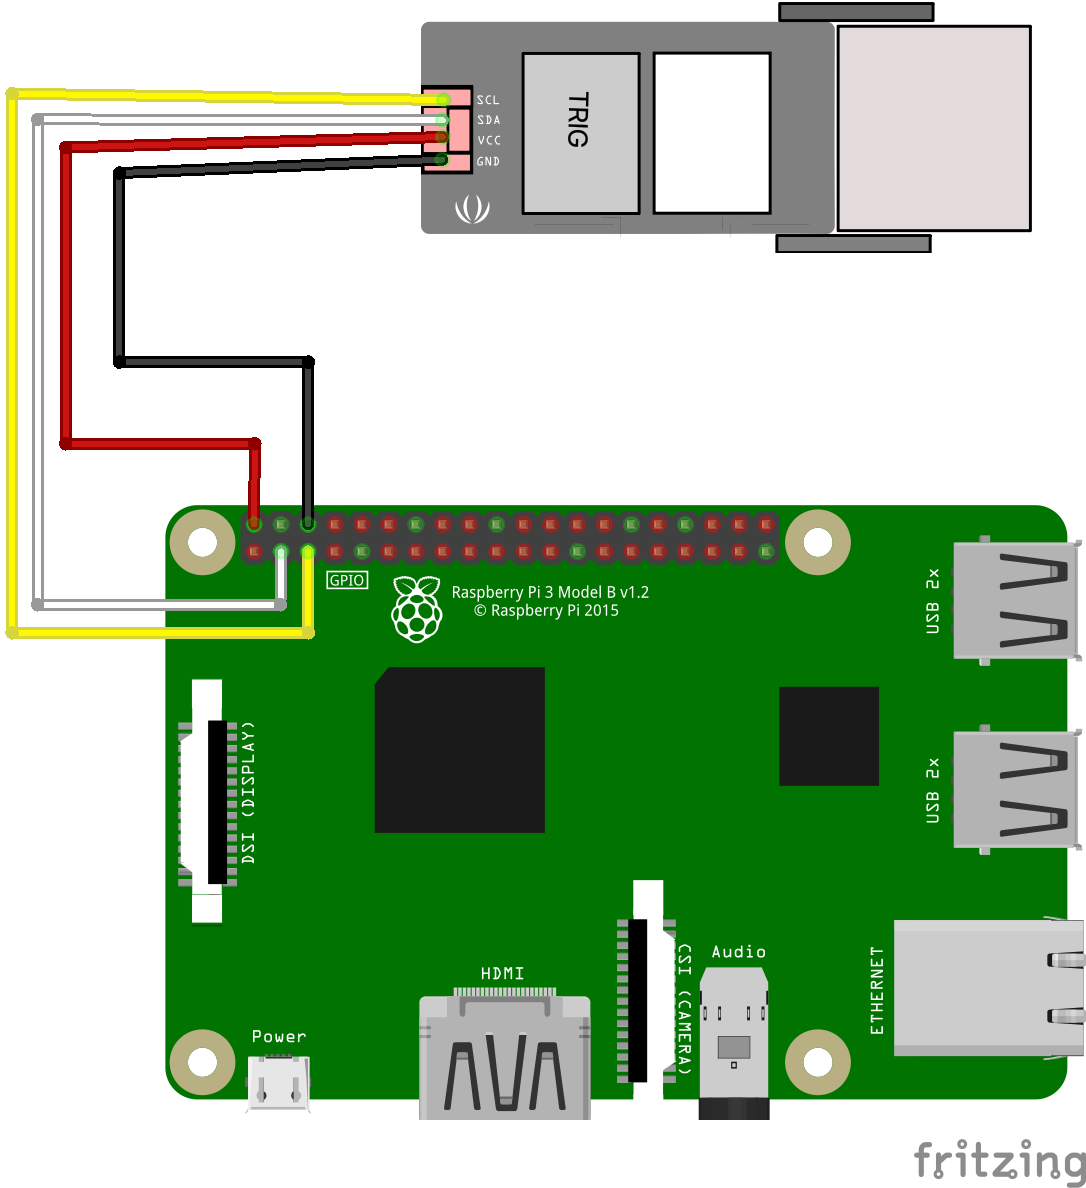 SCL
SDA
VCC
GND
TRIG
GPIO
Raspberry Pi 3 Model B v1.2
© Raspberry Pi 2015
USB 2x
DSI (DISPLAY)
USB 2x
Audio
CSI (CAMERA)
ETHERNET
HDMI
Power
fritzing